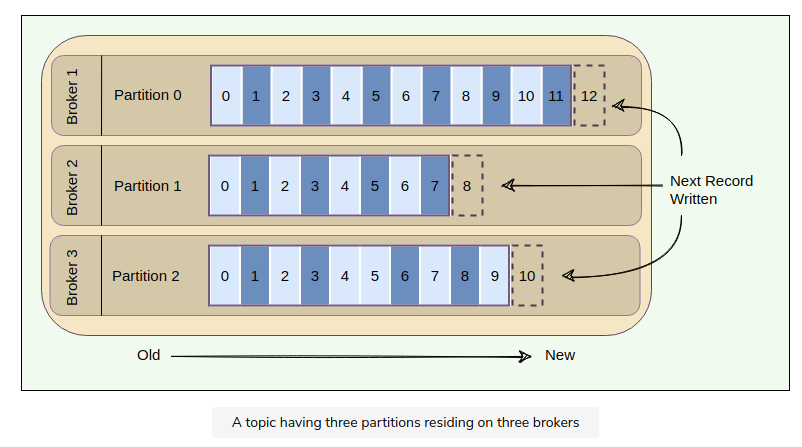 Broker 1
Partition 0
0 1 2 3 4 5 6 7 8 9 10 11 12
Broker 2
Partition 1
0 1 2 3 4 5 6 7 8
Next Record
Written
Broker 3
Partition 2
0 1 2 3 4 5 6 7 8 9 10
Old New
A topic having three partitions residing on three brokers